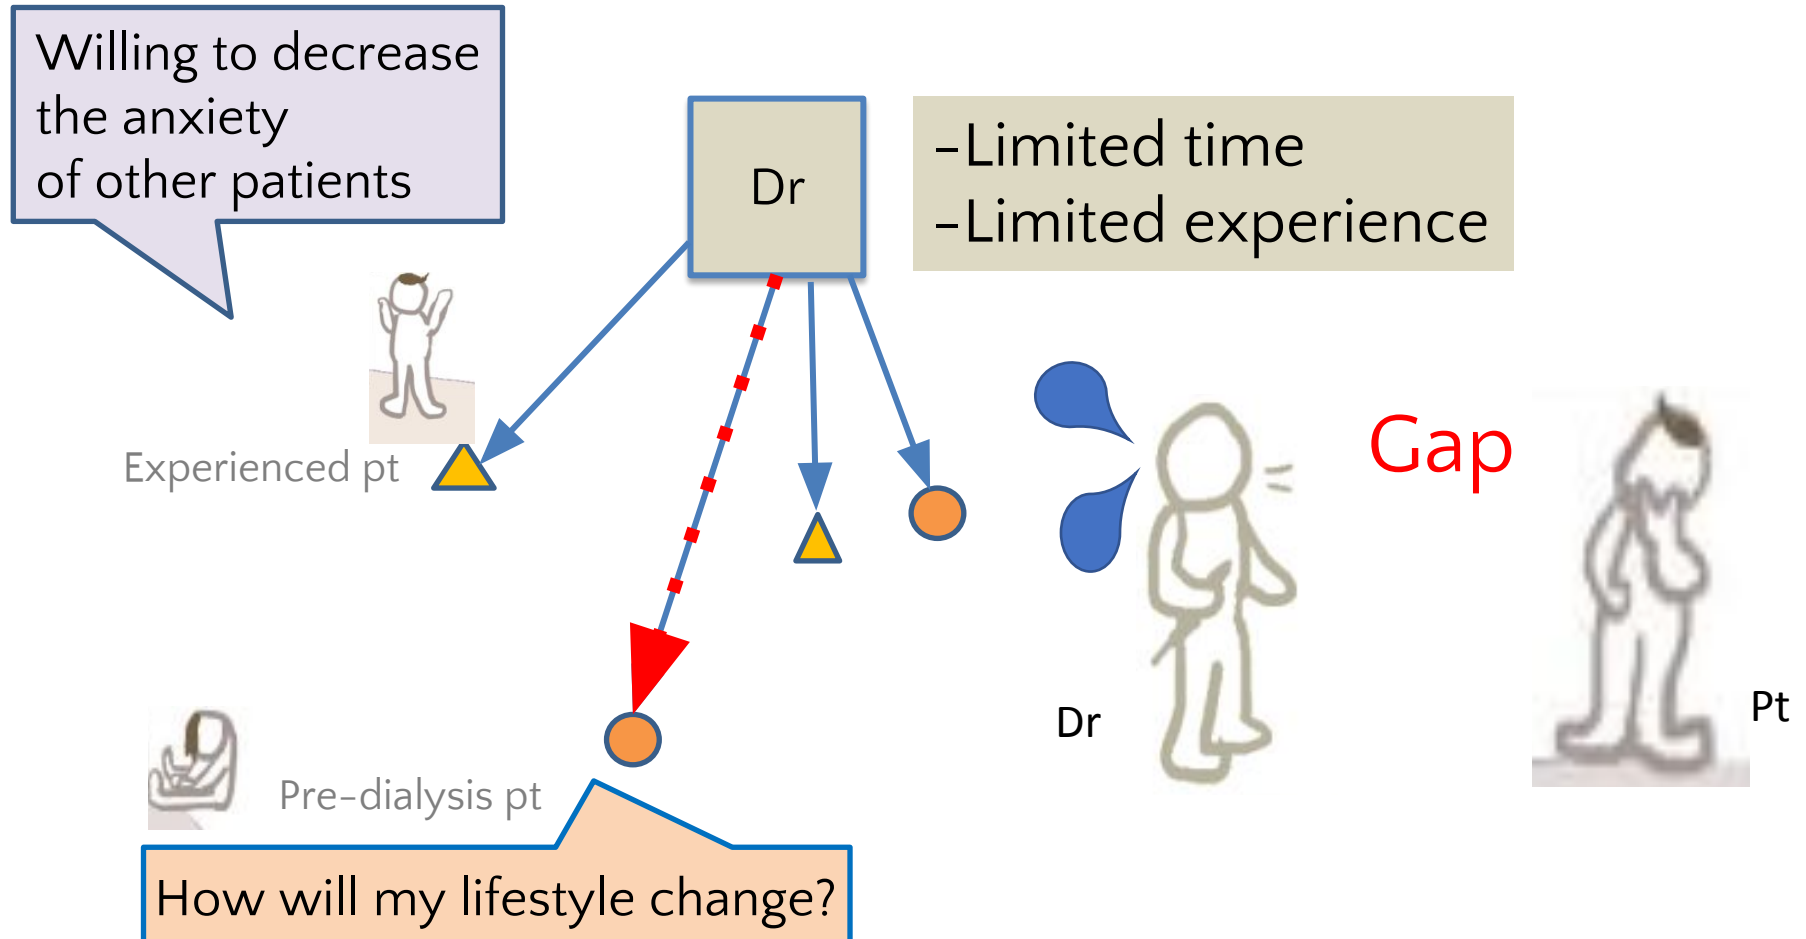 Willing to decrease
the anxiety
of other patients
Dr
-Limited time
-Limited experience
Experienced pt
Gap
Dr
Pt
Pre-dialysis pt
How will my lifestyle change?